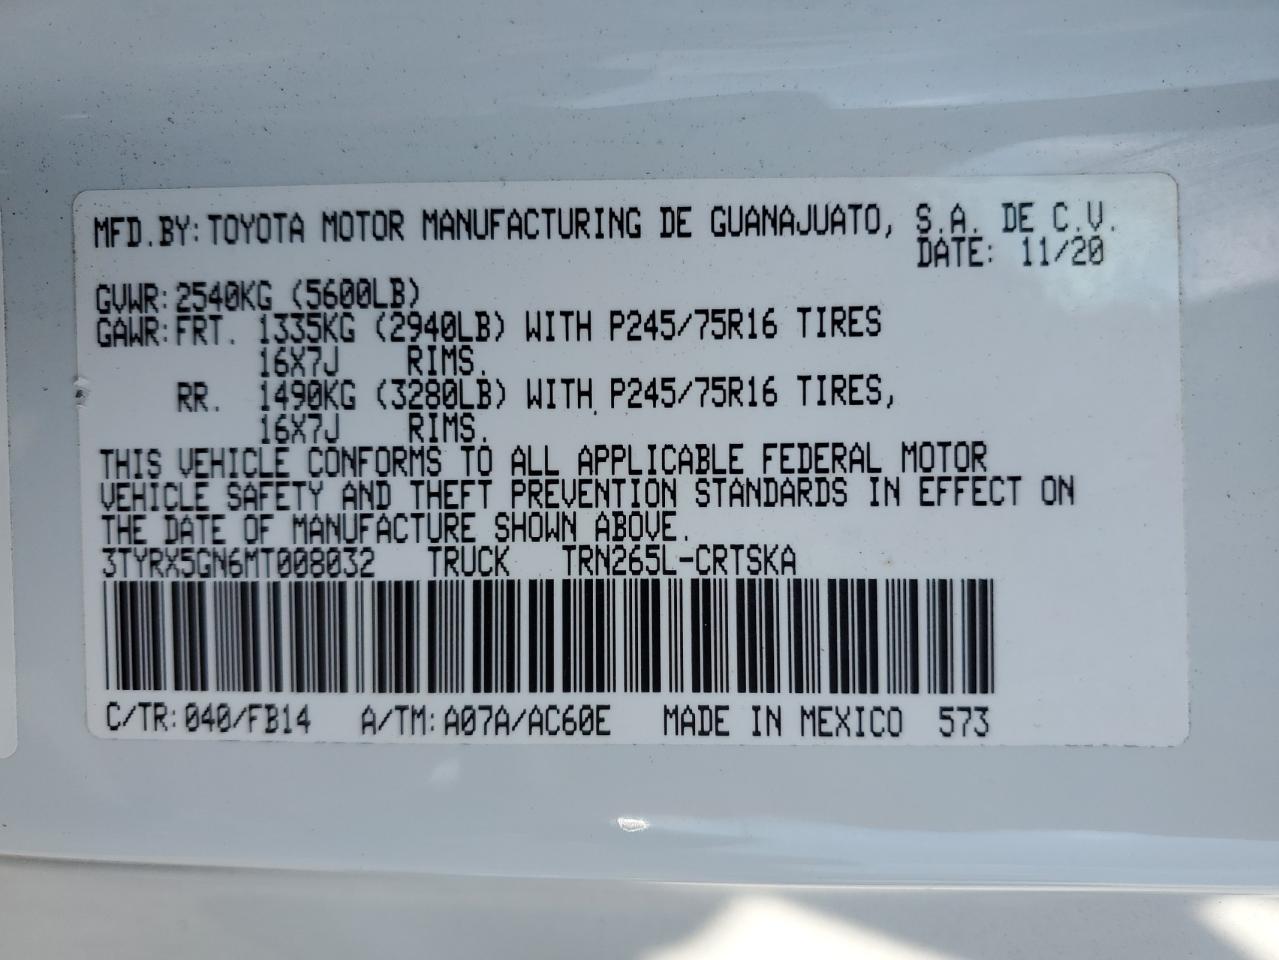 MFD.BY: TOYOTA MOTOR MANUFACTURING DE GUANAJUATO, S.A. DE C.V.
DATE: 11/20
GVWR: 2540KG (5600LB)
GAWR: FRT. 1335KG (2940LB) WITH P245/75R16 TIRES
16X7J RIMS.
RR. 1490KG (3280LB) WITH P245/75R16 TIRES,
16X7J RIMS.
THIS VEHICLE CONFORMS TO ALL APPLICABLE FEDERAL MOTOR
VEHICLE SAFETY AND THEFT PREVENTION STANDARDS IN EFFECT ON
THE DATE OF MANUFACTURE SHOWN ABOVE.
3TYRX5GN6MT008032 TRUCK TRN265L-CRTSKA
C/TR: 040/FB14 A/TM: A07A/AC60E MADE IN MEXICO 573